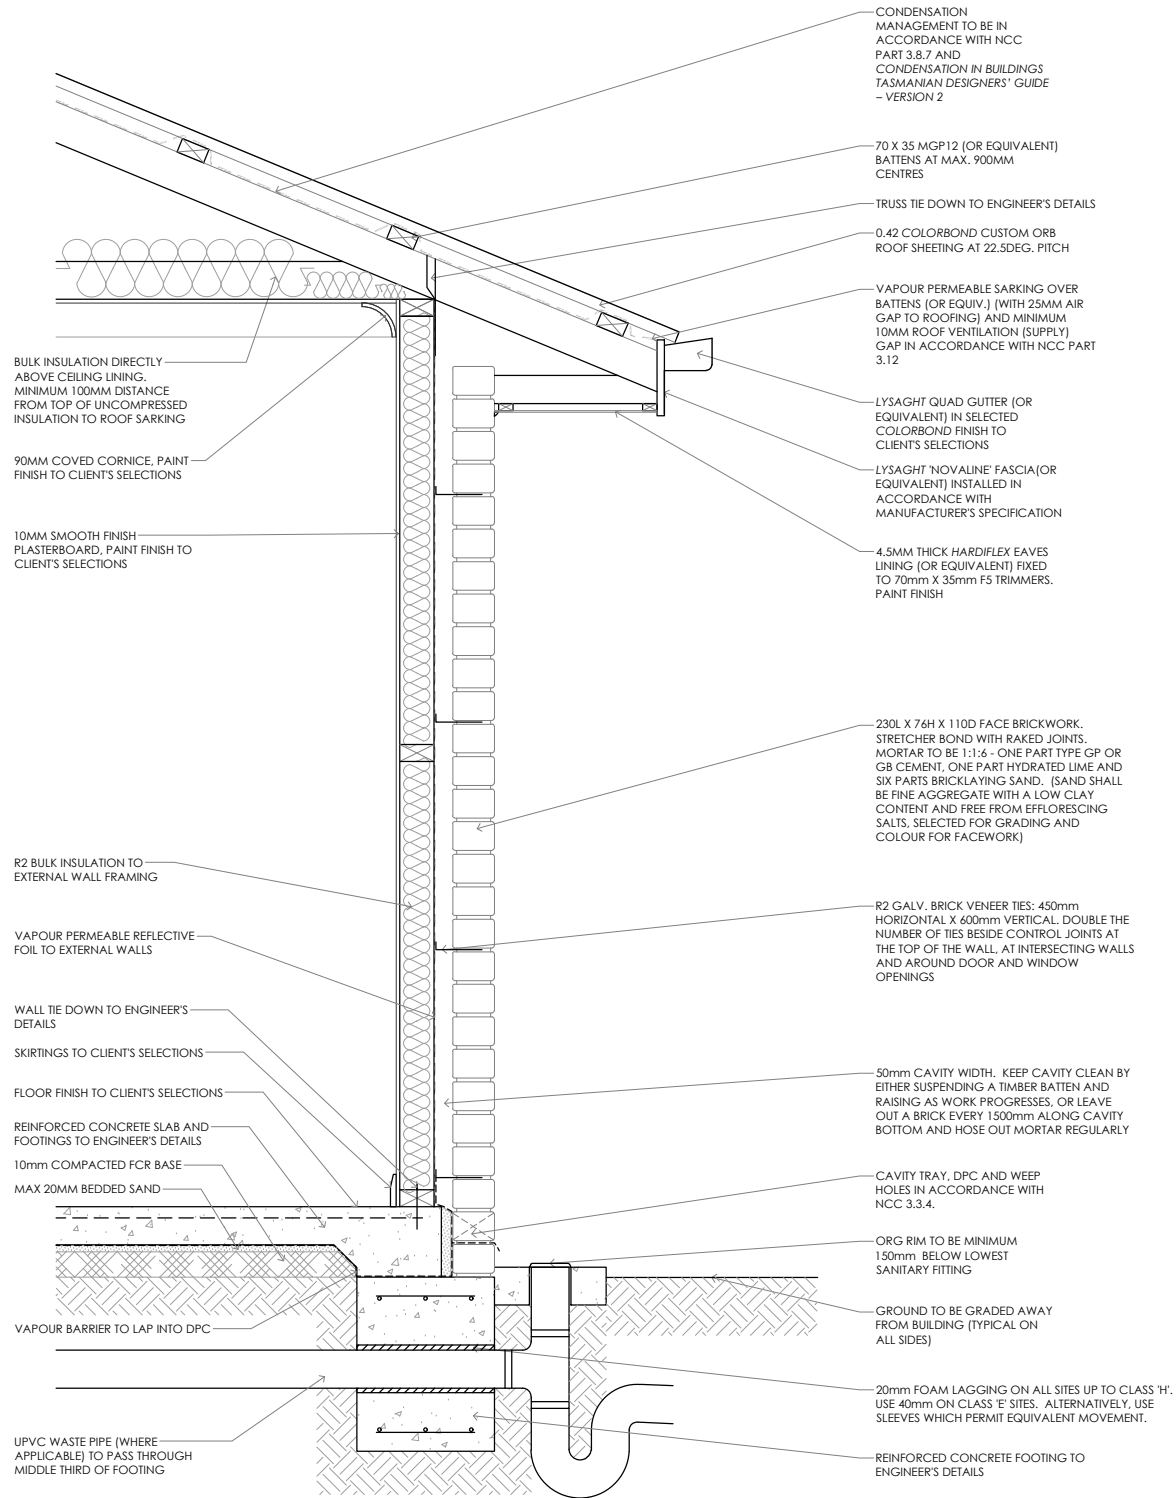 CONDENSATION
MANAGEMENT TO BE IN
ACCORDANCE WITH NCC
PART 3.8.7 AND
CONDENSATION IN BUILDINGS
TASMANIAN DESIGNERS' GUIDE
– VERSION 2
70 X 35 MGP12 (OR EQUIVALENT)
BATTENS AT MAX. 900MM
CENTRES
TRUSS TIE DOWN TO ENGINEER'S DETAILS
0.42 COLORBOND CUSTOM ORB
ROOF SHEETING AT 22.5DEG. PITCH
VAPOUR PERMEABLE SARKING OVER
BATTENS (OR EQUIV.) (WITH 25MM AIR
GAP TO ROOFING) AND MINIMUM
10MM ROOF VENTILATION (SUPPLY)
GAP IN ACCORDANCE WITH NCC PART
3.12
LYSAGHT QUAD GUTTER (OR
EQUIVALENT) IN SELECTED
COLORBOND FINISH TO
CLIENT'S SELECTIONS
LYSAGHT 'NOVALINE' FASCIA(OR
EQUIVALENT) INSTALLED IN
ACCORDANCE WITH
MANUFACTURER'S SPECIFICATION
4.5MM THICK HARDIFLEX EAVES
LINING (OR EQUIVALENT) FIXED
TO 70mm X 35mm F5 TRIMMERS.
PAINT FINISH
230L X 76H X 110D FACE BRICKWORK.
STRETCHER BOND WITH RAKED JOINTS.
MORTAR TO BE 1:1:6 - ONE PART TYPE GP OR
GB CEMENT, ONE PART HYDRATED LIME AND
SIX PARTS BRICKLAYING SAND. (SAND SHALL
BE FINE AGGREGATE WITH A LOW CLAY
CONTENT AND FREE FROM EFFLORESCING
SALTS, SELECTED FOR GRADING AND
COLOUR FOR FACEWORK)
R2 GALV. BRICK VENEER TIES: 450mm
HORIZONTAL X 600mm VERTICAL. DOUBLE THE
NUMBER OF TIES BESIDE CONTROL JOINTS AT
THE TOP OF THE WALL, AT INTERSECTING WALLS
AND AROUND DOOR AND WINDOW
OPENINGS
50mm CAVITY WIDTH. KEEP CAVITY CLEAN BY
EITHER SUSPENDING A TIMBER BATTEN AND
RAISING AS WORK PROGRESSES, OR LEAVE
OUT A BRICK EVERY 1500mm ALONG CAVITY
BOTTOM AND HOSE OUT MORTAR REGULARLY
CAVITY TRAY, DPC AND WEEP
HOLES IN ACCORDANCE WITH
NCC 3.3.4.
ORG RIM TO BE MINIMUM
150mm BELOW LOWEST
SANITARY FITTING
GROUND TO BE GRADED AWAY
FROM BUILDING (TYPICAL ON
ALL SIDES)
20mm FOAM LAGGING ON ALL SITES UP TO CLASS 'H'.
USE 40mm ON CLASS 'E' SITES. ALTERNATIVELY, USE
SLEEVES WHICH PERMIT EQUIVALENT MOVEMENT.
REINFORCED CONCRETE FOOTING TO
ENGINEER'S DETAILS
BULK INSULATION DIRECTLY
ABOVE CEILING LINING.
MINIMUM 100MM DISTANCE
FROM TOP OF UNCOMPRESSED
INSULATION TO ROOF SARKING
90MM COVED CORNICE, PAINT
FINISH TO CLIENT'S SELECTIONS
10MM SMOOTH FINISH
PLASTERBOARD, PAINT FINISH TO
CLIENT'S SELECTIONS
R2 BULK INSULATION TO
EXTERNAL WALL FRAMING
VAPOUR PERMEABLE REFLECTIVE
FOIL TO EXTERNAL WALLS
WALL TIE DOWN TO ENGINEER'S
DETAILS
SKIRTINGS TO CLIENT'S SELECTIONS
FLOOR FINISH TO CLIENT'S SELECTIONS
REINFORCED CONCRETE SLAB AND
FOOTINGS TO ENGINEER'S DETAILS
10mm COMPACTED FCR BASE
MAX 20MM BEDDED SAND
VAPOUR BARRIER TO LAP INTO DPC
UPVC WASTE PIPE (WHERE
APPLICABLE) TO PASS THROUGH
MIDDLE THIRD OF FOOTING